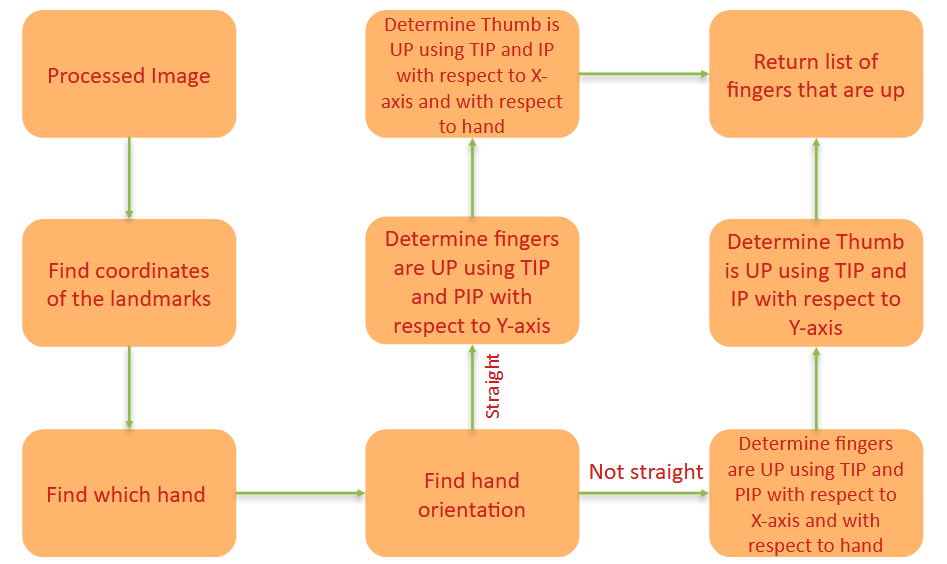 Processed Image
Find coordinates
of the landmarks
Find which hand
Find hand
orientation
Straight
Determine fingers
are UP using TIP
and PIP with
respect to Y-axis
Determine Thumb is
UP using TIP and IP
with respect to X-
axis and with respect
to hand
Not straight
Determine fingers
are UP using TIP and
PIP with respect to
X-axis and with
respect to hand
Determine Thumb
is UP using TIP and
IP with respect to
Y-axis
Return list of
fingers that are up